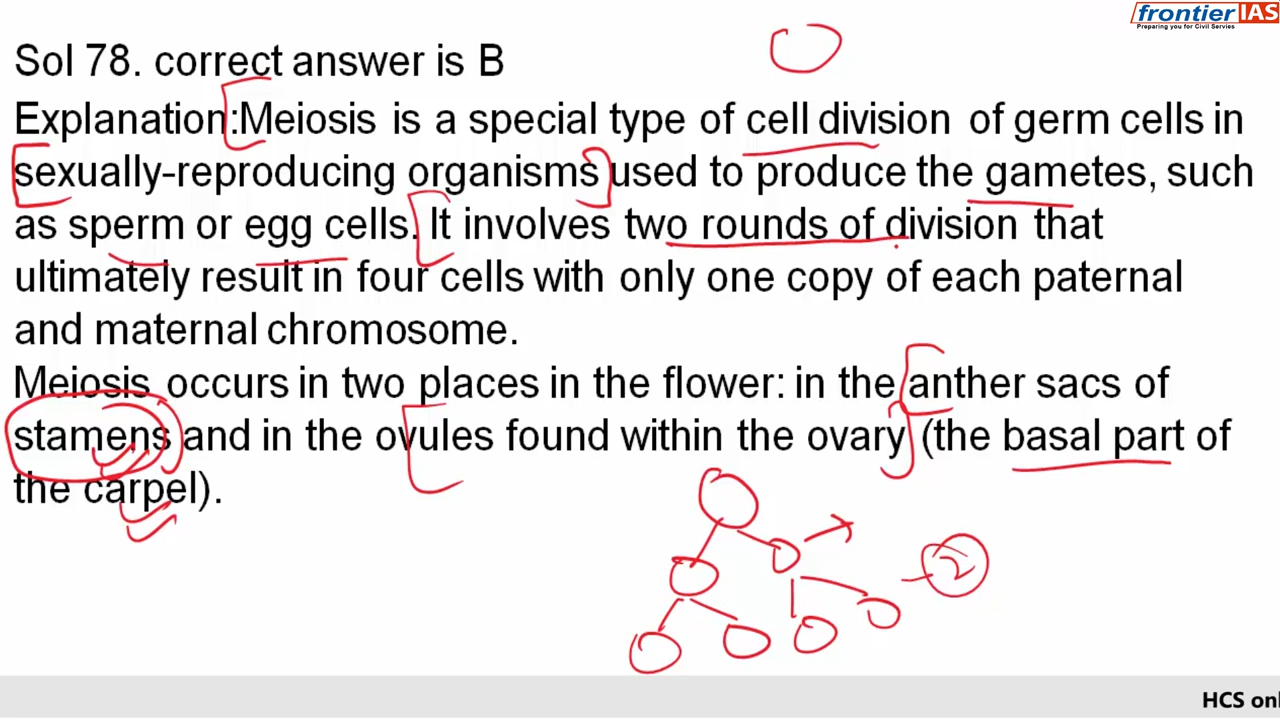 frontier IAS
Preparing you for Civil Servies
Sol 78. correct answer is B
Explanation:Meiosis is a special type of cell division of germ cells in
sexually-reproducing organisms used to produce the gametes, such
as sperm or egg cells. It involves two rounds of division that
ultimately result in four cells with only one copy of each paternal
and maternal chromosome.
Meiosis occurs in two places in the flower: in the anther sacs of
stamens and in the ovules found within the ovary (the basal part of
the carpel).
2
HCS onl